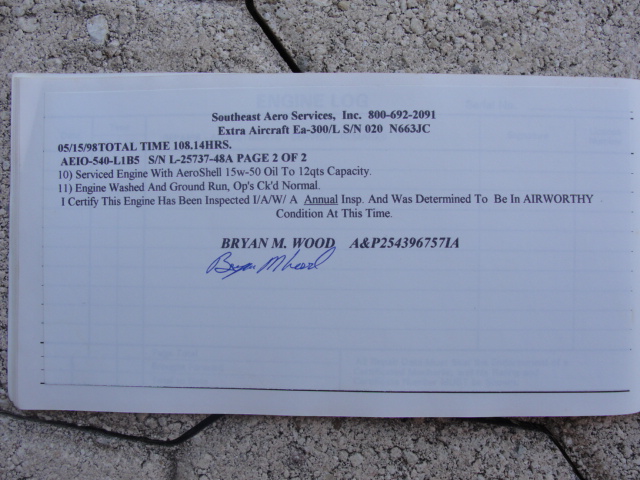 Southeast Aero Services, Inc. 800-692-2091
Extra Aircraft Ea-300/L S/N 020 N663JC
05/15/98TOTAL TIME 108.14HRS.
AEIO-540-L1B5 S/N L-25737-48A PAGE 2 OF 2
10) Serviced Engine With AeroShell 15w-50 Oil To 12qts Capacity.
11) Engine Washed And Ground Run, Op's Ck'd Normal.
I Certify This Engine Has Been Inspected I/A/W/ A Annual Insp. And Was Determined To Be In AIRWORTHY
Condition At This Time.
BRYAN M. WOOD A&P254396757IA
Bryan M Wood